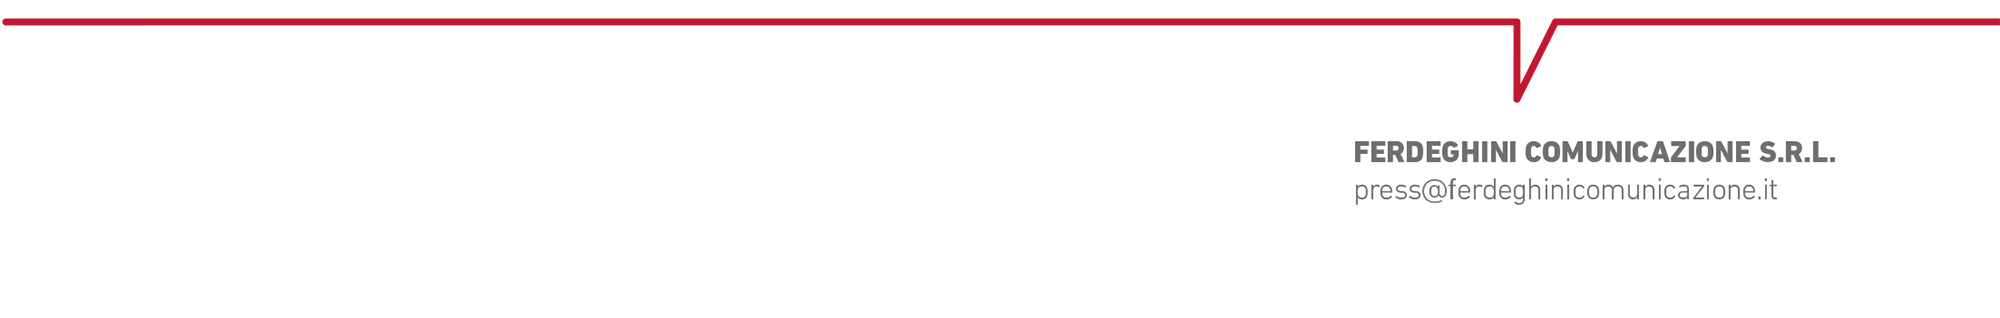 FERDEGHINI COMUNICAZIONE S.R.L.
press@ferdeghinicomunicazione.it